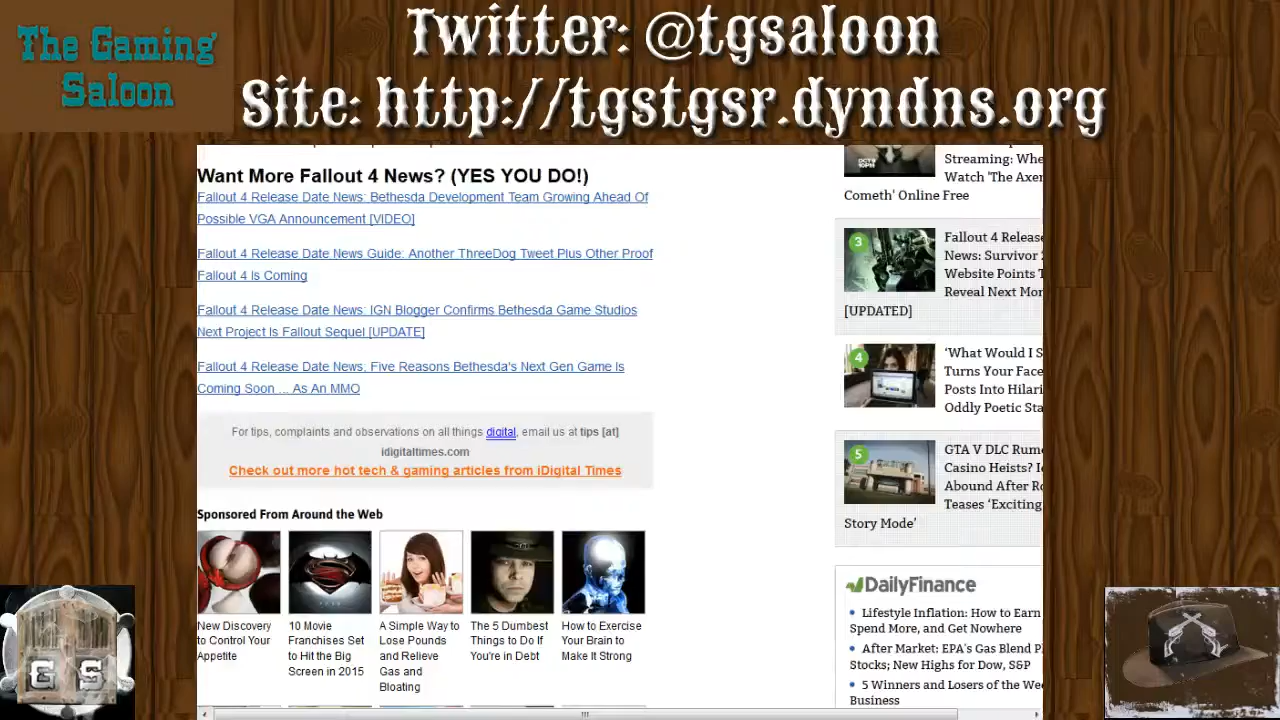 The Gaming
Saloon
Twitter: @tgsaloon
Site: http://tgstgsr.dyndns.org
Want More Fallout 4 News? (YES YOU DO!)
Fallout 4 Release Date News: Bethesda Development Team Growing Ahead Of
Possible VGA Announcement [VIDEO]
Fallout 4 Release Date News Guide: Another ThreeDog Tweet Plus Other Proof
Fallout 4 Is Coming
Fallout 4 Release Date News: IGN Blogger Confirms Bethesda Game Studios
Next Project Is Fallout Sequel [UPDATE]
Fallout 4 Release Date News: Five Reasons Bethesda's Next Gen Game Is
Coming Soon ... As An MMO
For tips, complaints and observations on all things digital, email us at tips [at]
idigitaltimes.com
Check out more hot tech & gaming articles from iDigital Times
Sponsored From Around the Web
New Discovery
to Control Your
Appetite
10 Movie
Franchises Set
to Hit the Big
Screen in 2015
A Simple Way to
Lose Pounds
and Relieve
Gas and
Bloating
The 5 Dumbest
Things to Do If
You're in Debt
How to Exercise
Your Brain to
Make It Strong
Streaming: Whe
Watch 'The Axer
Cometh' Online Free
3
Fallout 4 Release
News: Survivor
Website Points T
Reveal Next Mor
[UPDATED]
4
'What Would I S
Turns Your Face
Posts Into Hilari
Oddly Poetic Sta
5
GTA V DLC Rum
Casino Heists? I
Abound After Ro
Teases 'Exciting
Story Mode'
DailyFinance
Lifestyle Inflation: How to Earn
Spend More, and Get Nowhere
After Market: EPA's Gas Blend P
Stocks; New Highs for Dow, S&P
5 Winners and Losers of the Wee
Business
G S